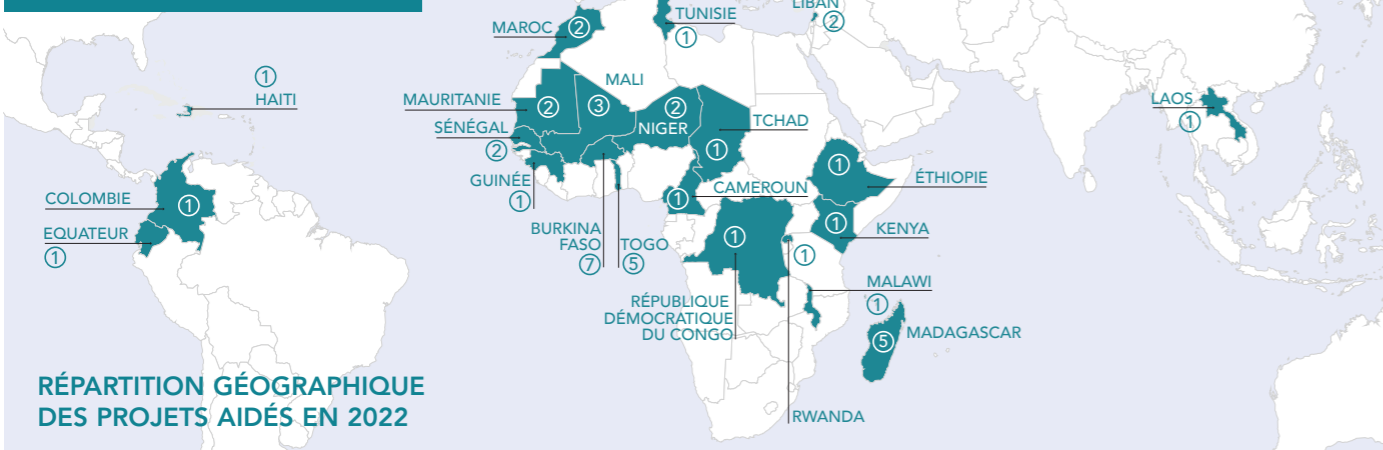 TUNISIE
1
LIBAN
2
MAROC
2
MALI
3
1
HAITI
MAURITANIE
2
2
NIGER
LAOS
1
SÉNÉGAL
2
TCHAD
1
1
ÉTHIOPIE
GUINÉE
1
CAMEROUN
1
COLOMBIE
1
EQUATEUR
1
BURKINA
FASO
7
TOGO
5
1
KENYA
1
1
MALAWI
1
RÉPUBLIQUE
DÉMOCRATIQUE
DU CONGO
5
MADAGASCAR
RWANDA
RÉPARTITION GÉOGRAPHIQUE
DES PROJETS AIDÉS EN 2022